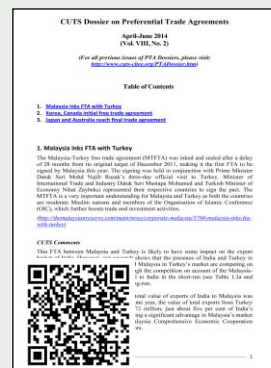 CUTS Dossier on Preferential Trade Agreements
April-June 2014
(Vol. VIII, No. 2)
(For all previous issues of PTA Dossiers, please visit:
http://www.cuts-citee.org/PTADossier.htm)
Table of Contents
1. Malaysia Inks FTA with Turkey
2. Korea, Canada initial free trade agreement
3. Japan and Australia reach final trade agreement
1. Malaysia Inks FTA with Turkey
The Malaysia-Turkey free trade agreement (MTFTA) was inked and sealed after a delay
of 28 months from its original target of December 2011, making it the first FTA to be
signed by Malaysia this year. The signing was held in conjunction with Prime Minister
Datuk Seri Mohd Najib Razak's three-day official visit to Turkey. Minister of
International Trade and Industry Datuk Seri Mustapa Mohamed and Turkish Minister of
Economy Nihat Zeybekci represented their respective countries to sign the past. The
MTFTA is a very important understanding for Malaysia and Turkey as both the countries
are moderate Muslim nations and members of the Organisation of Islamic Conference
(OIC), which further boosts trade and investment activities.
(http://themalaysianreserve.com/main/news/corporate-malaysia/5780-malaysia-inks-fta-
with-turkey)
CUTS Comments
This FTA between Malaysia and Turkey is likely to have some impact on the export
shows that the presence of India and Turkey in
Malaysia in Turkey's market are competing on
gh the competition on account of the Malaysia-
l to India in the short-run (see Table 1.1a and
ng-run.
total value of exports of India to Malaysia was
me year, the value of total exports from Turkey
72 million, just about five per cent of India's
ing a significant advantage in Malaysia's market
alaysia Comprehensive Economic Cooperation
1